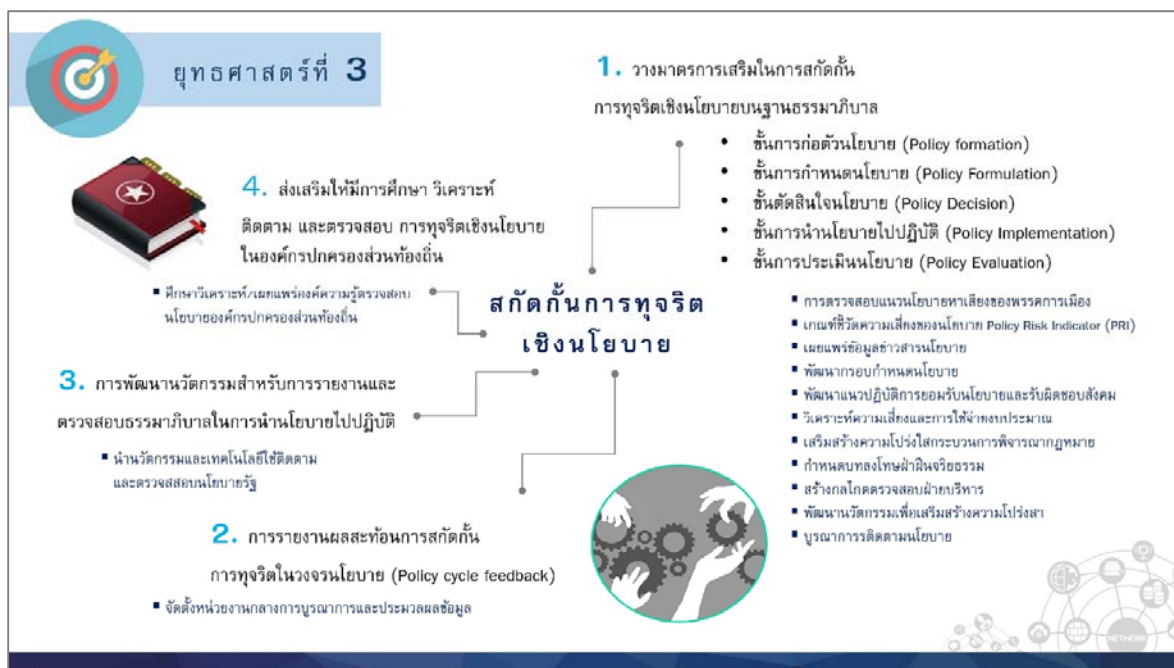 ยุทธศาสตร์ที่ 3
1. วางมาตรการเสริมในการสกัดกั้น
การทุจริตเชิงนโยบายบนฐานธรรมาภิบาล
• ขั้นการก่อตัวนโยบาย (Policy formation)
• ขั้นการกำหนดนโยบาย (Policy Formulation)
• ขั้นตัดสินใจนโยบาย (Policy Decision)
• ขั้นการนำนโยบายไปปฏิบัติ (Policy Implementation)
• ขั้นการประเมินนโยบาย (Policy Evaluation)
▪ การตรวจสอบแนวนโยบายหาเสียงของพรรคการเมือง
▪ เกณฑ์ชี้วัดความเสี่ยงของนโยบาย Policy Risk Indicator (PRI)
▪ เผยแพร่ข้อมูลข่าวสารนโยบาย
▪ พัฒนากรอบกำหนดนโยบาย
▪ พัฒนาแนวปฏิบัติการยอมรับนโยบายและรับผิดชอบสังคม
▪ วิเคราะห์ความเสี่ยงและการใช้จ่ายงบประมาณ
▪ เสริมสร้างความโปร่งใสกระบวนการพิจารณากฎหมาย
▪ กำหนดบทลงโทษฝ่าฝืนจริยธรรม
▪ สร้างกลไกตรวจสอบฝ่ายบริหาร
▪ พัฒนานวัตกรรมเพื่อเสริมสร้างความโปร่งสา
▪ บูรณาการรติดตามนโยบาย
4. ส่งเสริมให้มีการศึกษา วิเคราะห์
ติดตาม และตรวจสอบ การทุจริตเชิงนโยบาย
ในองค์กรปกครองส่วนท้องถิ่น
▪ ศึกษาวิเคราะห์/เผยแพร่องค์ความรู้ตรวจสอบ
นโยบายองค์กรปกครองส่วนท้องถิ่น
สกัดกั้นการทุจริต
เชิงนโยบาย
3. การพัฒนานวัตกรรมสำหรับการรายงานและ
ตรวจสอบธรรมาภิบาลในการนำนโยบายไปปฏิบัติ
▪ นำนวัตกรรมและเทคโนโลยีใช้ติดตาม
และตรวจสสอบนโยบายรัฐ
2. การรายงานผลสะท้อนการสกัดกั้น
การทุจริตในวงจรนโยบาย (Policy cycle feedback)
▪ จัดตั้งหน่วยงานกลางการบูรณาการและประมวลผลข้อมูล
NETWORK